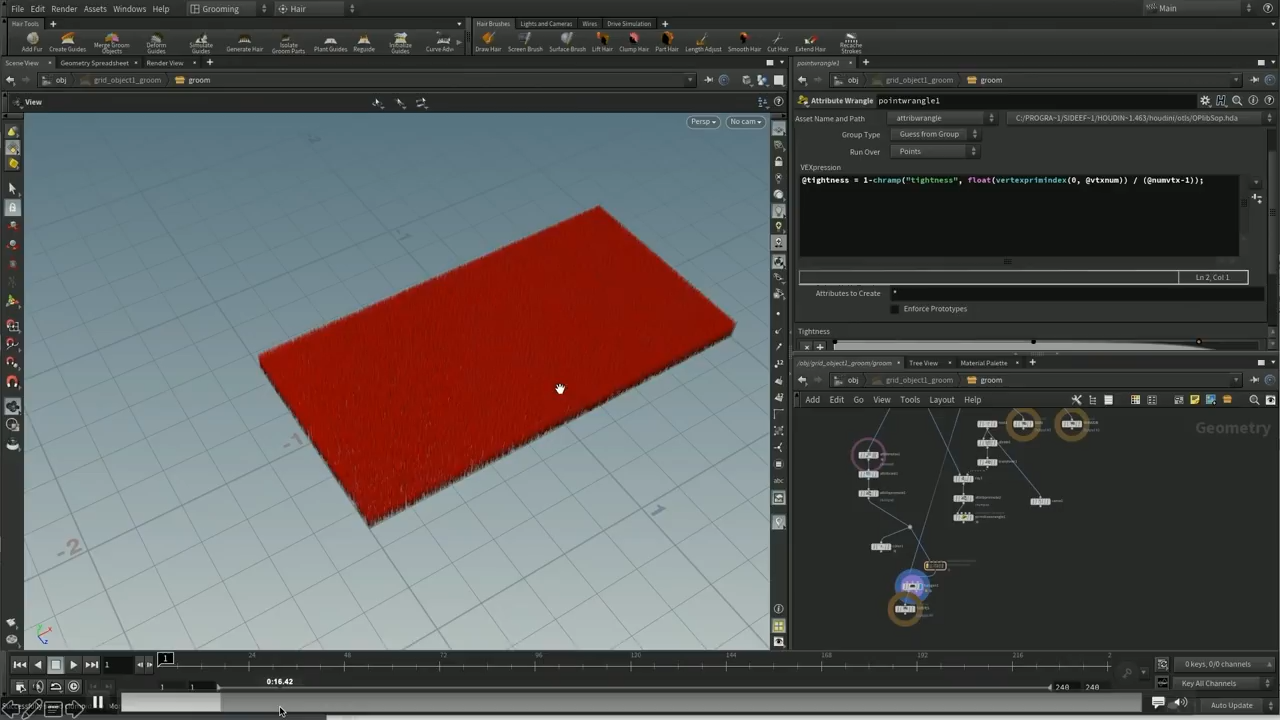 File Edit Render Assets Windows Help Grooming Hair Main
Hair Tools Hair Brushes Lights and Cameras Wires Drive Simulation
Add Fur Create Guides Merge Groom Objects Deform Guides Simulate Guides Generate Hair Isolate Groom Parts Plant Guides Reguide Initialize Guides Curve Adv Draw Hair Screen Brush Surface Brush Lift Hair Clump Hair Part Hair Length Adjust Smooth Hair Cut Hair Extend Hair Recache Strokes
Scene View Geometry Spreadsheet Render View
obj grid_object1_groom groom
View
Persp No cam
pointwrangle1
obj grid_object1_groom groom
Attribute Wrangle pointwrangle1
Asset Name and Path attribwrangle C:/PROGRA~1/SIDEEF~1/HOUDIN~1.463/houdini/otls/OPlibSop.hda
Group Type Guess from Group
Run Over Points
VEXpression
@tightness = 1-chramp("tightness", float(vertexprimindex(0, @vtxnum)) / (@numvtx-1));
Ln 2, Col 1
Attributes to Create *
Enforce Prototypes
Tightness
/obj/grid_object1_groom/groom Tree View Material Palette
obj grid_object1_groom groom
Add Edit Go View Tools Layout Help
Geometry
abc
-1
-2
1
1 1 24 48 72 96 120 144 168 192 216 2
0 keys, 0/0 channels
0:16.42
1 1 240 240
Key All Channels
Auto Update